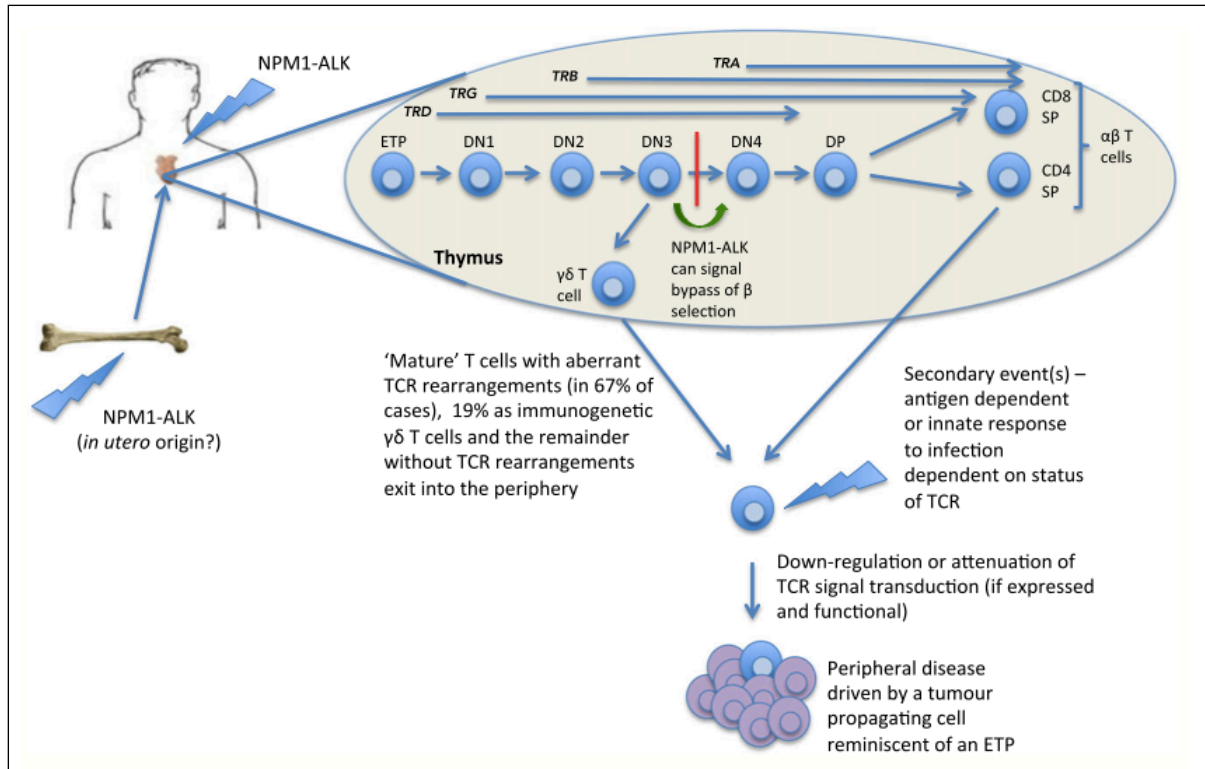 NPM1-ALK
TRA
TRB
TRG
TRD
ETP
DN1
DN2
DN3
DN4
DP
CD8
SP
CD4
SP
αβ T
cells
Thymus
γδ T
cell
NPM1-ALK
can signal
bypass of β
selection
NPM1-ALK
(in utero origin?)
‘Mature’ T cells with aberrant
TCR rearrangements (in 67% of
cases), 19% as immunogenetic
γδ T cells and the remainder
without TCR rearrangements
exit into the periphery
Secondary event(s) –
antigen dependent
or innate response
to infection
dependent on status
of TCR
Down-regulation or attenuation of
TCR signal transduction (if expressed
and functional)
Peripheral disease
driven by a tumour
propagating cell
reminiscent of an ETP